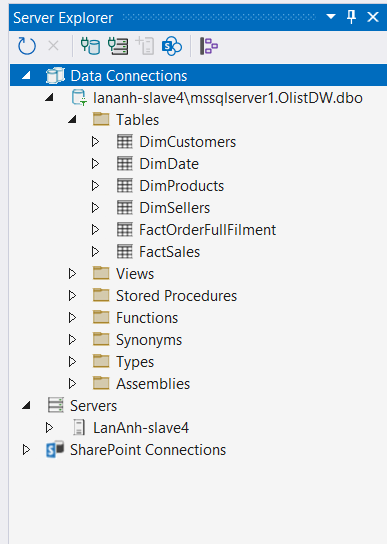 Server Explorer
Data Connections
lananh-slave4\mssqlserver1.OlistDW.dbo
Tables
DimCustomers
DimDate
DimProducts
DimSellers
FactOrderFullFilment
FactSales
Views
Stored Procedures
Functions
Synonyms
Types
Assemblies
Servers
LanAnh-slave4
SharePoint Connections